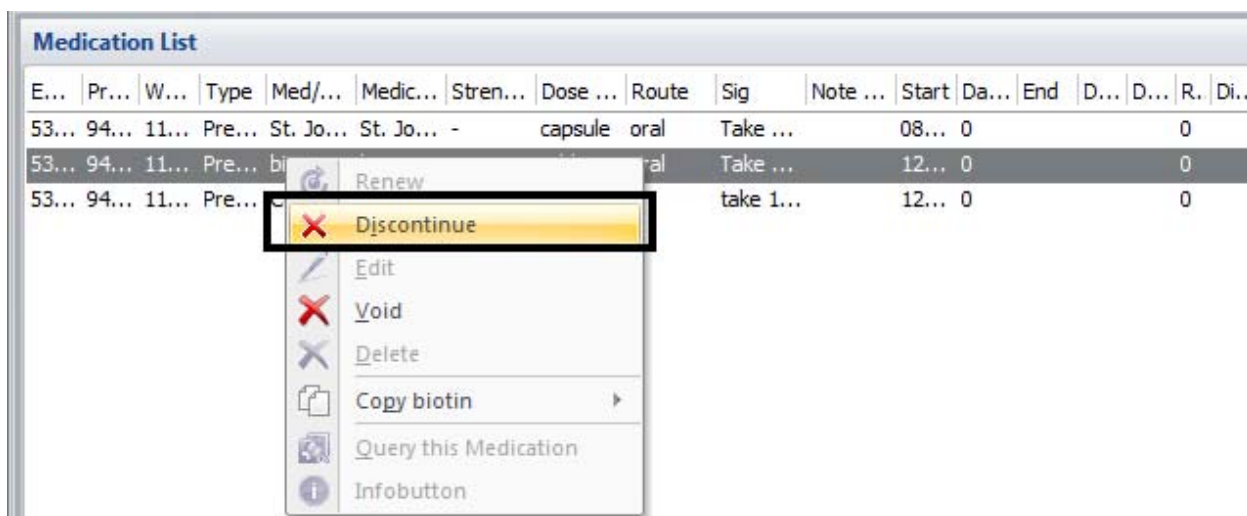 Medication List
E... Pr... W... Type Med/... Medic... Stren... Dose ... Route Sig Note ... Start Da... End D... D... R. Di..
53... 94... 11... Pre... St. Jo... St. Jo... - capsule oral Take ... 08... 0 0
53... 94... 11... Pre... Take ... 12... 0 0
53... 94... 11... Pre... take 1... 12... 0 0
Renew
Discontinue
Edit
Void
Delete
Copy biotin
Query this Medication
Infobutton